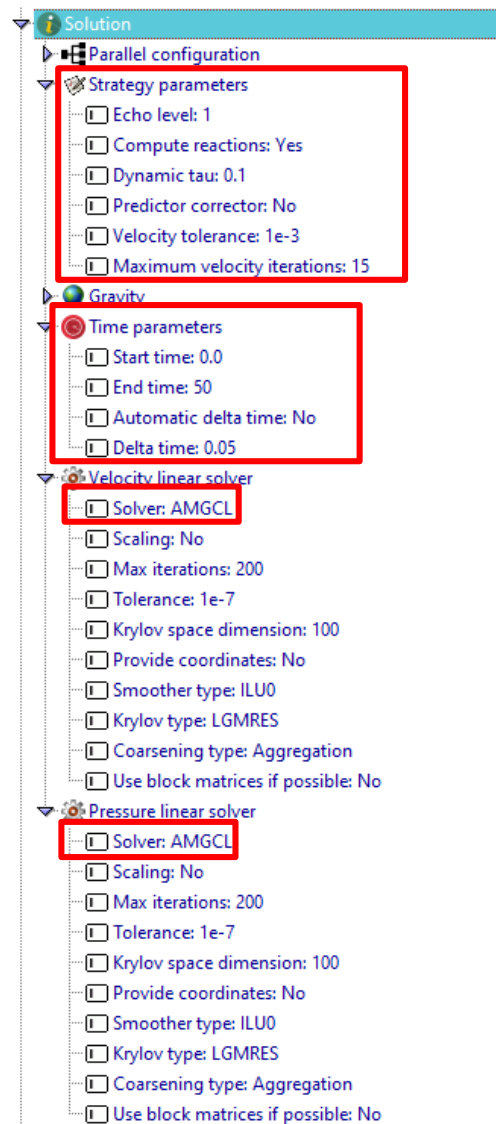 Solution
Parallel configuration
Strategy parameters
Echo level: 1
Compute reactions: Yes
Dynamic tau: 0.1
Predictor corrector: No
Velocity tolerance: 1e-3
Maximum velocity iterations: 15
Gravity
Time parameters
Start time: 0.0
End time: 50
Automatic delta time: No
Delta time: 0.05
Velocity linear solver
Solver: AMGCL
Scaling: No
Max iterations: 200
Tolerance: 1e-7
Krylov space dimension: 100
Provide coordinates: No
Smoother type: ILU0
Krylov type: LGMRES
Coarsening type: Aggregation
Use block matrices if possible: No
Pressure linear solver
Solver: AMGCL
Scaling: No
Max iterations: 200
Tolerance: 1e-7
Krylov space dimension: 100
Provide coordinates: No
Smoother type: ILU0
Krylov type: LGMRES
Coarsening type: Aggregation
Use block matrices if possible: No